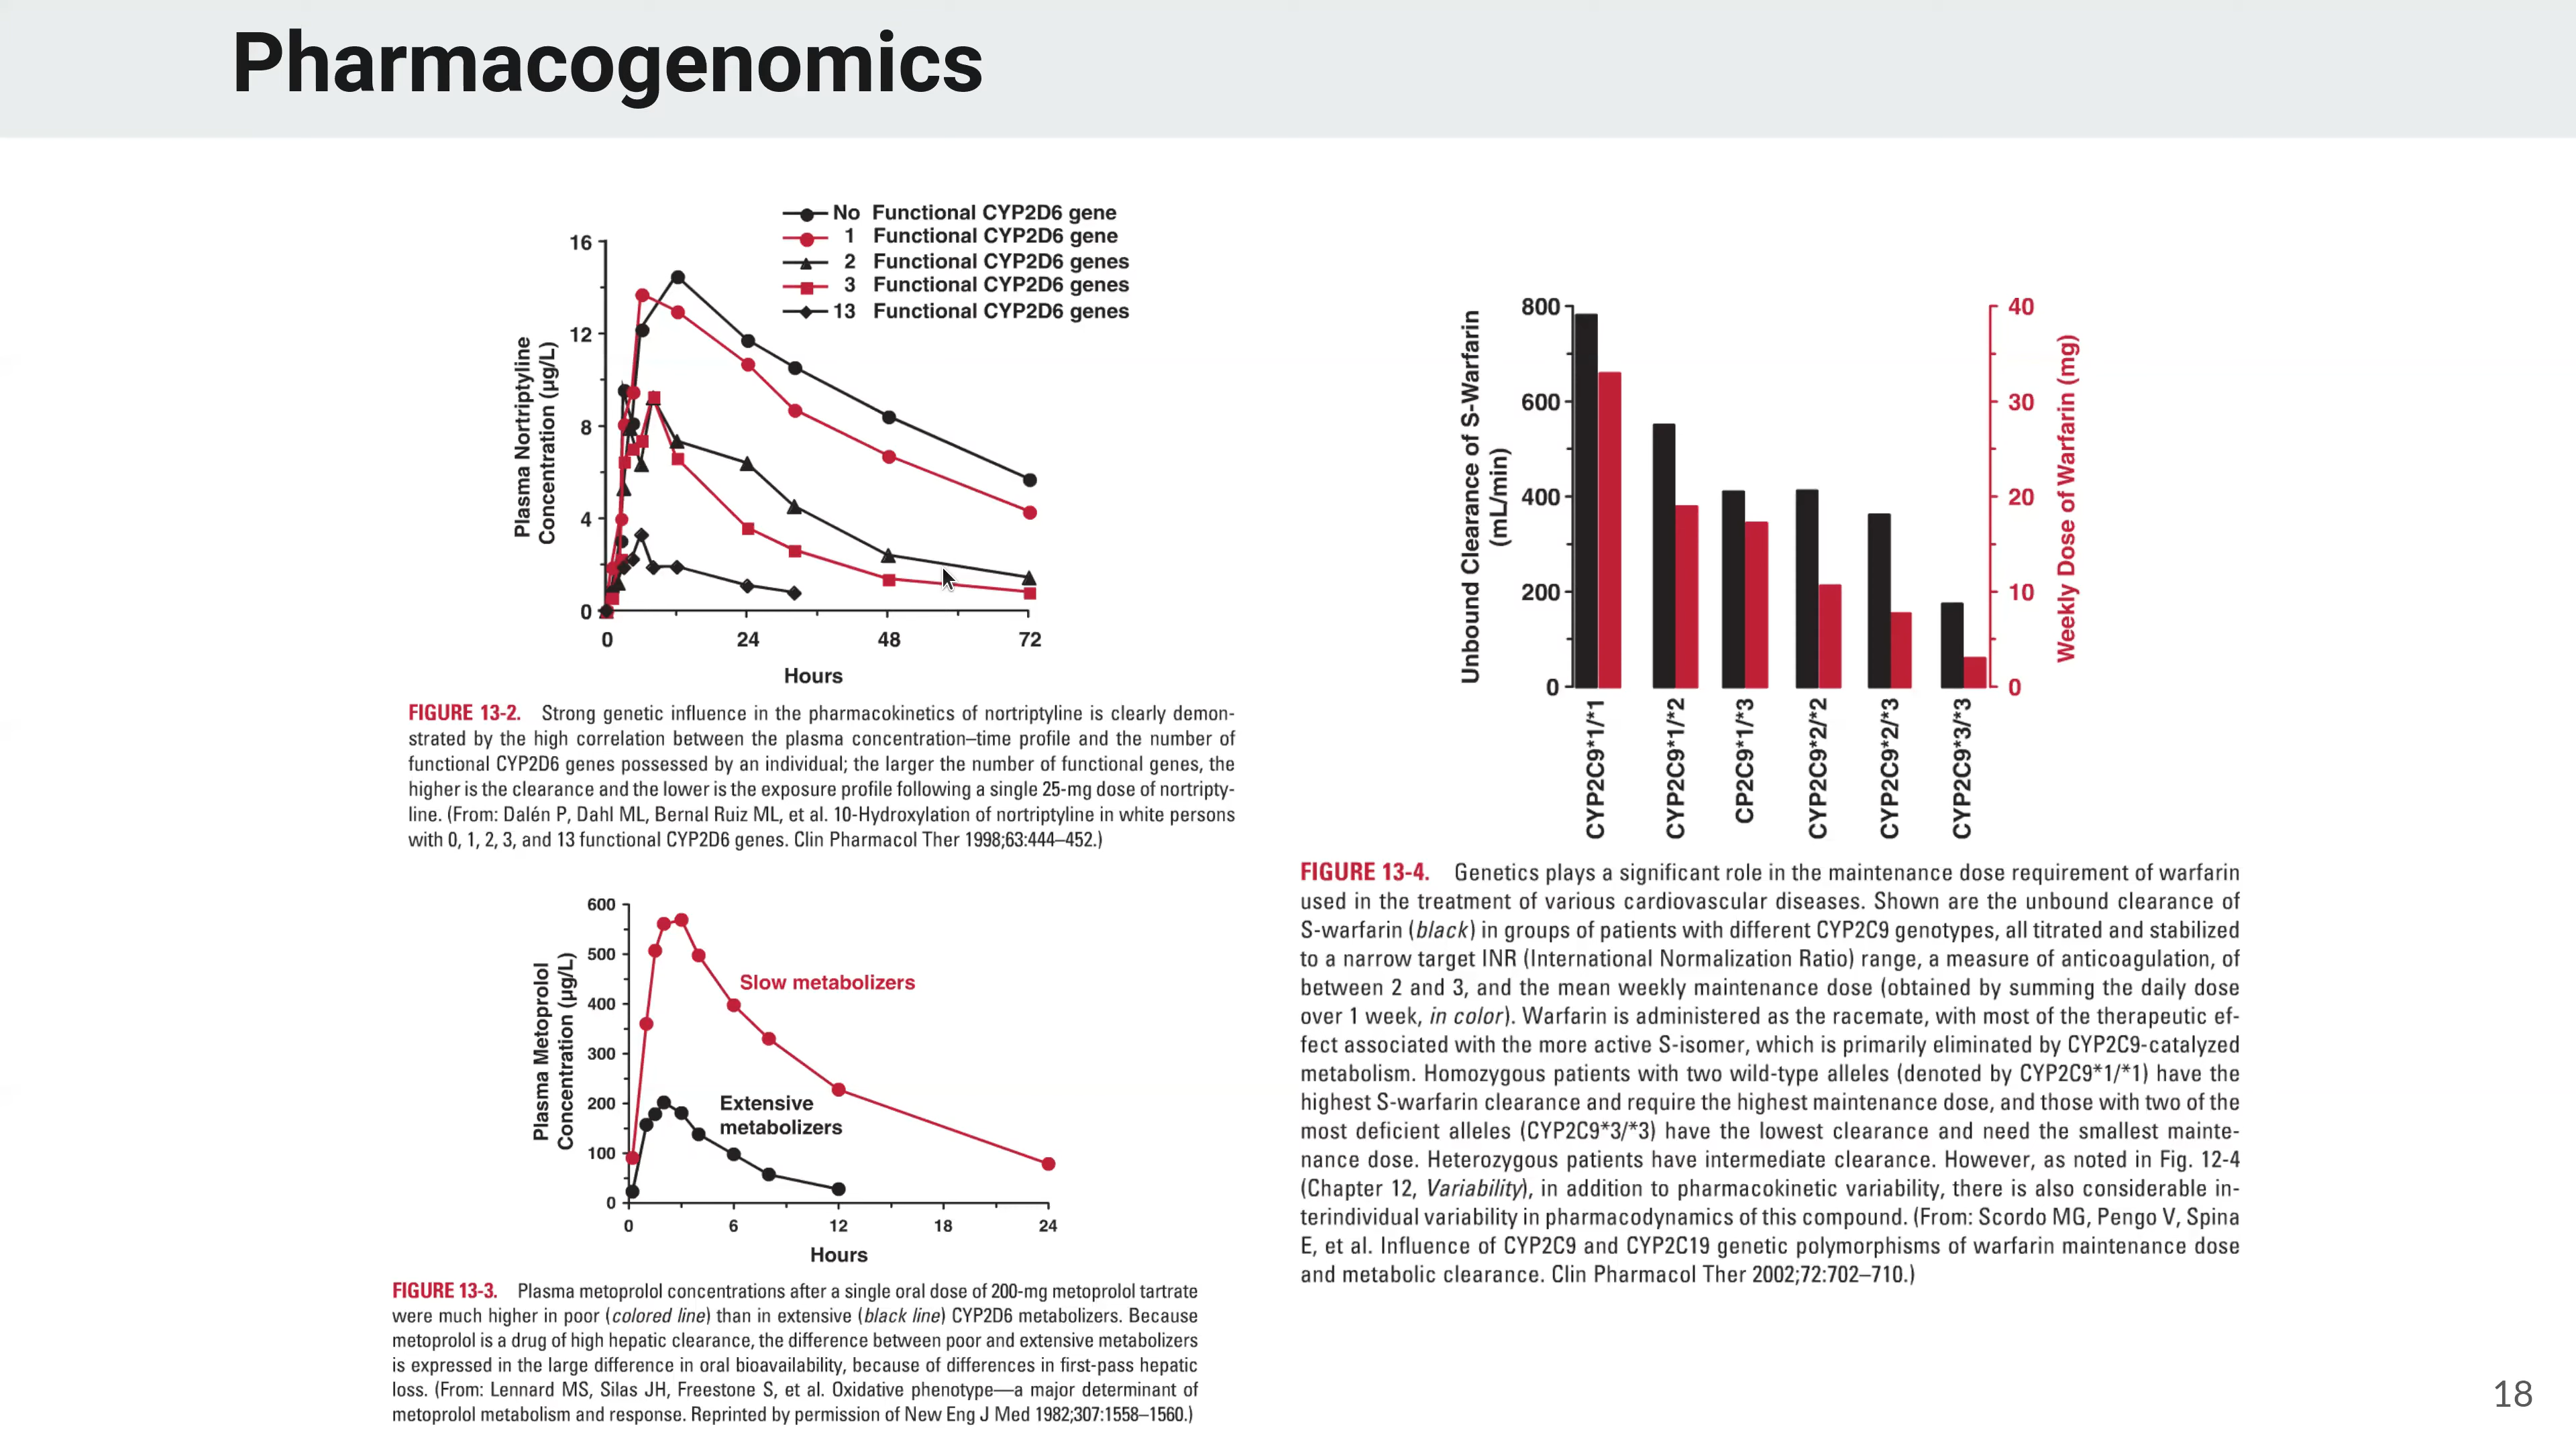 Pharmacogenomics
No Functional CYP2D6 gene
1 Functional CYP2D6 gene
2 Functional CYP2D6 genes
3 Functional CYP2D6 genes
13 Functional CYP2D6 genes
Plasma Nortriptyline
Concentration (µg/L)
16
12
8
4
0
0 24 48 72
Hours
FIGURE 13-2. Strong genetic influence in the pharmacokinetics of nortriptyline is clearly demon-
strated by the high correlation between the plasma concentration–time profile and the number of
functional CYP2D6 genes possessed by an individual; the larger the number of functional genes, the
higher is the clearance and the lower is the exposure profile following a single 25-mg dose of nortripty-
line. (From: Dalén P, Dahl ML, Bernal Ruiz ML, et al. 10-Hydroxylation of nortriptyline in white persons
with 0, 1, 2, 3, and 13 functional CYP2D6 genes. Clin Pharmacol Ther 1998;63:444–452.)
Plasma Metoprolol
Concentration (µg/L)
600
500
400
300
200
100
0
Slow metabolizers
Extensive
metabolizers
0 6 12 18 24
Hours
FIGURE 13-3. Plasma metoprolol concentrations after a single oral dose of 200-mg metoprolol tartrate
were much higher in poor (colored line) than in extensive (black line) CYP2D6 metabolizers. Because
metoprolol is a drug of high hepatic clearance, the difference between poor and extensive metabolizers
is expressed in the large difference in oral bioavailability, because of differences in first-pass hepatic
loss. (From: Lennard MS, Silas JH, Freestone S, et al. Oxidative phenotype—a major determinant of
metoprolol metabolism and response. Reprinted by permission of New Eng J Med 1982;307:1558–1560.)
Unbound Clearance of S-Warfarin
(mL/min)
800
600
400
200
0
40
30
20
10
0
Weekly Dose of Warfarin (mg)
CYP2C9*1/*1
CYP2C9*1/*2
CP2C9*1/*3
CYP2C9*2/*2
CYP2C9*2/*3
CYP2C9*3/*3
FIGURE 13-4. Genetics plays a significant role in the maintenance dose requirement of warfarin
used in the treatment of various cardiovascular diseases. Shown are the unbound clearance of
S-warfarin (black) in groups of patients with different CYP2C9 genotypes, all titrated and stabilized
to a narrow target INR (International Normalization Ratio) range, a measure of anticoagulation, of
between 2 and 3, and the mean weekly maintenance dose (obtained by summing the daily dose
over 1 week, in color). Warfarin is administered as the racemate, with most of the therapeutic ef-
fect associated with the more active S-isomer, which is primarily eliminated by CYP2C9-catalyzed
metabolism. Homozygous patients with two wild-type alleles (denoted by CYP2C9*1/*1) have the
highest S-warfarin clearance and require the highest maintenance dose, and those with two of the
most deficient alleles (CYP2C9*3/*3) have the lowest clearance and need the smallest mainte-
nance dose. Heterozygous patients have intermediate clearance. However, as noted in Fig. 12-4
(Chapter 12, Variability), in addition to pharmacokinetic variability, there is also considerable in-
terindividual variability in pharmacodynamics of this compound. (From: Scordo MG, Pengo V, Spina
E, et al. Influence of CYP2C9 and CYP2C19 genetic polymorphisms of warfarin maintenance dose
and metabolic clearance. Clin Pharmacol Ther 2002;72:702–710.)
18